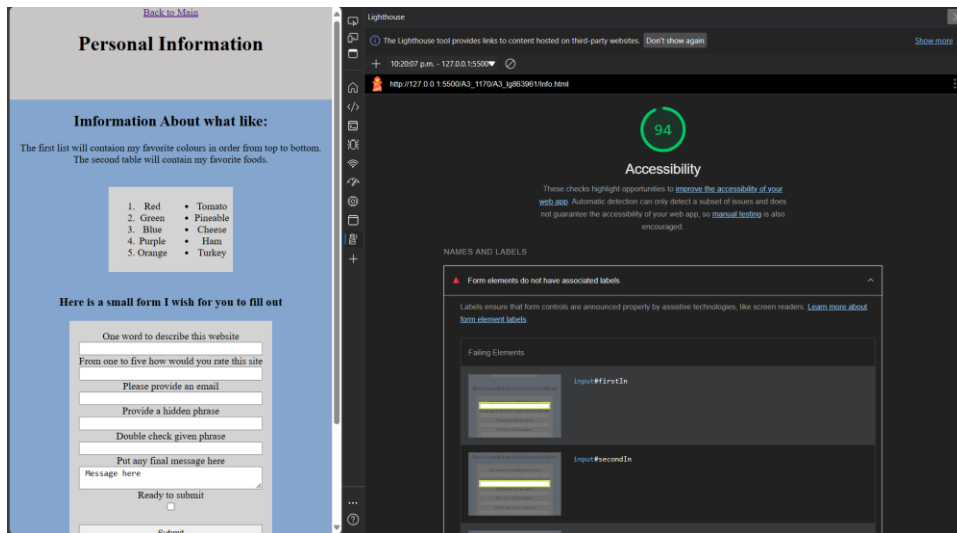 Back to Main
Personal Information
Imformation About what like:
The first list will contaion my favorite colours in order from top to bottom.
The second table will contain my favorite foods.
1. Red
2. Green
3. Blue
4. Purple
5. Orange
• Tomato
• Pineable
• Cheese
• Ham
• Turkey
Here is a small form I wish for you to fill out
One word to describe this website
From one to five how would you rate this site
Please provide an email
Provide a hidden phrase
Double check given phrase
Put any final message here
Message here
Ready to submit
Submit
Lighthouse
The Lighthouse tool provides links to content hosted on third-party websites. Don't show again
Show more
10:20:07 p.m. - 127.0.0.1:5500
http://127.0.0.1:5500/A3_1170/A3_lg863961/Info.html
94
Accessibility
These checks highlight opportunities to improve the accessibility of your
web app. Automatic detection can only detect a subset of issues and does
not guarantee the accessibility of your web app, so manual testing is also
encouraged.
NAMES AND LABELS
Form elements do not have associated labels
Labels ensure that form controls are announced properly by assistive technologies, like screen readers. Learn more about
form element labels.
Failing Elements
input#firstIn
input#secondIn